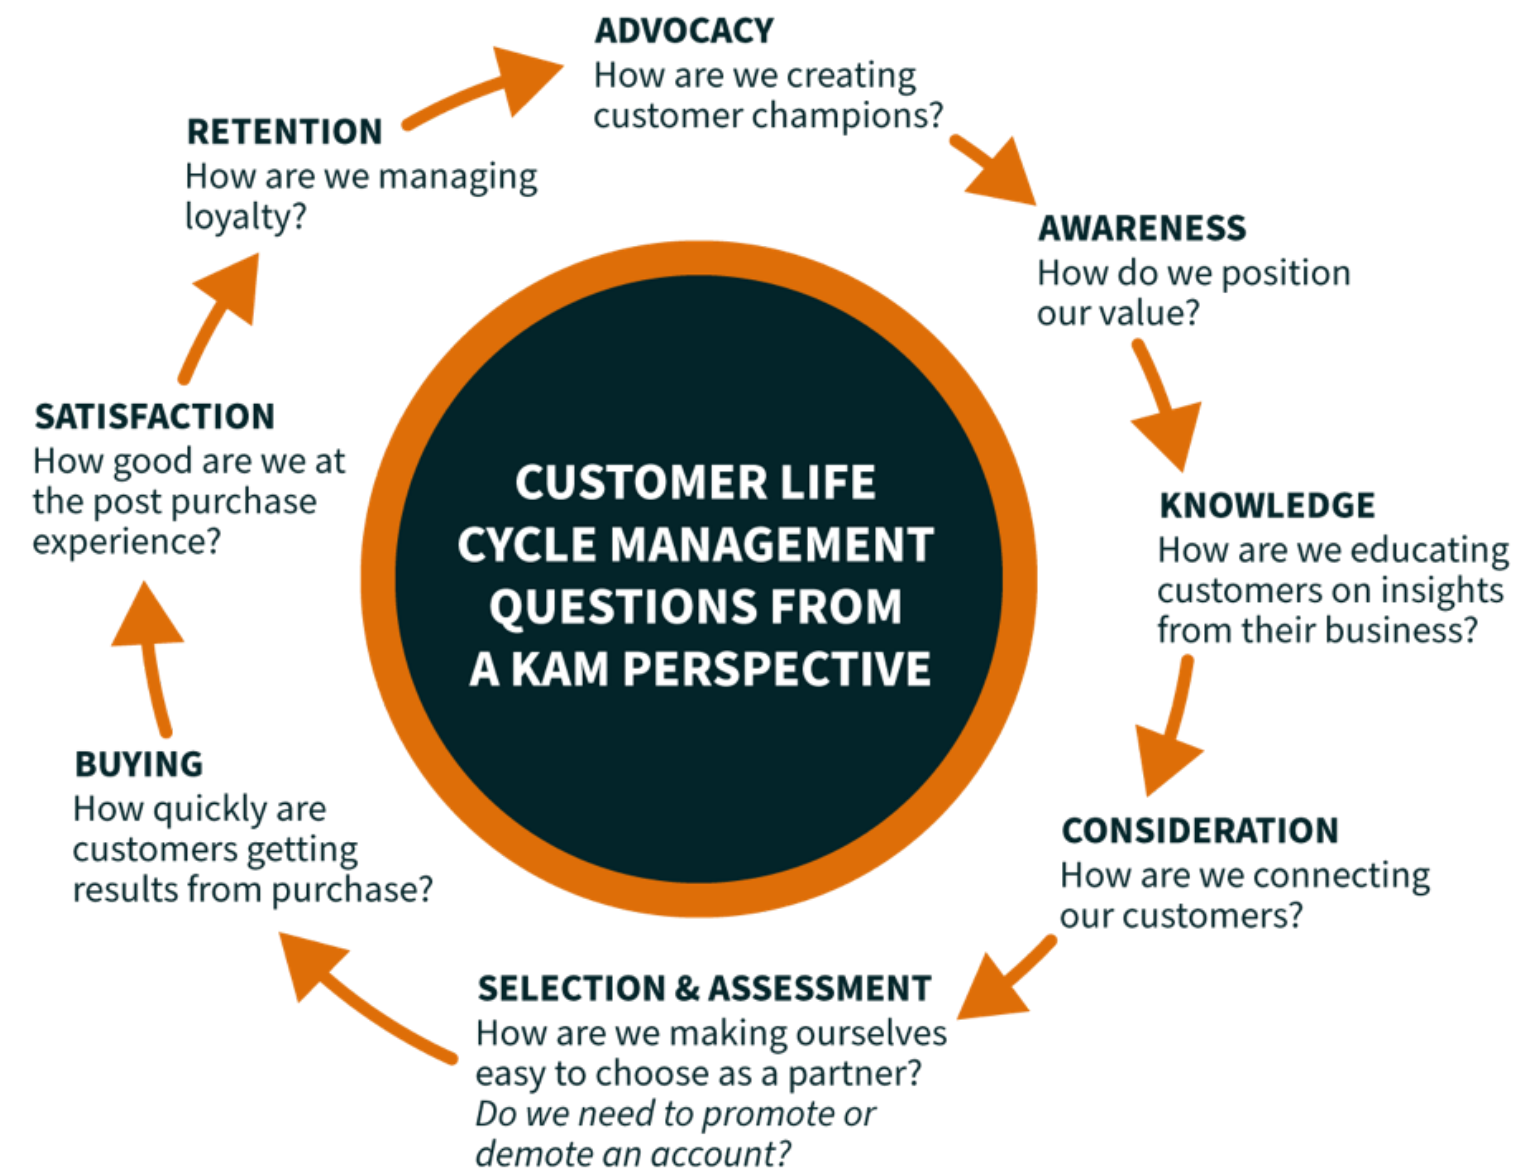 ADVOCACY
How are we creating
customer champions?
AWARENESS
How do we position
our value?
KNOWLEDGE
How are we educating
customers on insights
from their business?
CONSIDERATION
How are we connecting
our customers?
SELECTION & ASSESSMENT
How are we making ourselves
easy to choose as a partner?
Do we need to promote or
demote an account?
BUYING
How quickly are
customers getting
results from purchase?
SATISFACTION
How good are we at
the post purchase
experience?
RETENTION
How are we managing
loyalty?
CUSTOMER LIFE
CYCLE MANAGEMENT
QUESTIONS FROM
A KAM PERSPECTIVE